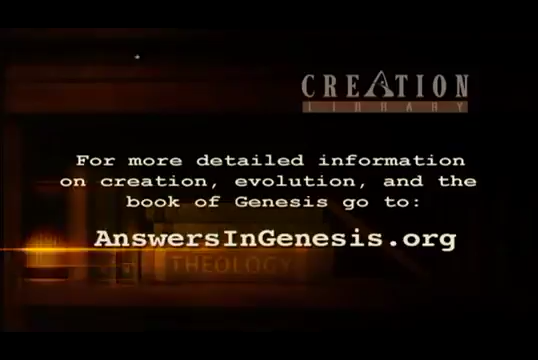 CREATION
LIBRARY
For more detailed information
on creation, evolution, and the
book of Genesis go to:
AnswersInGenesis.org
THEOLOGY